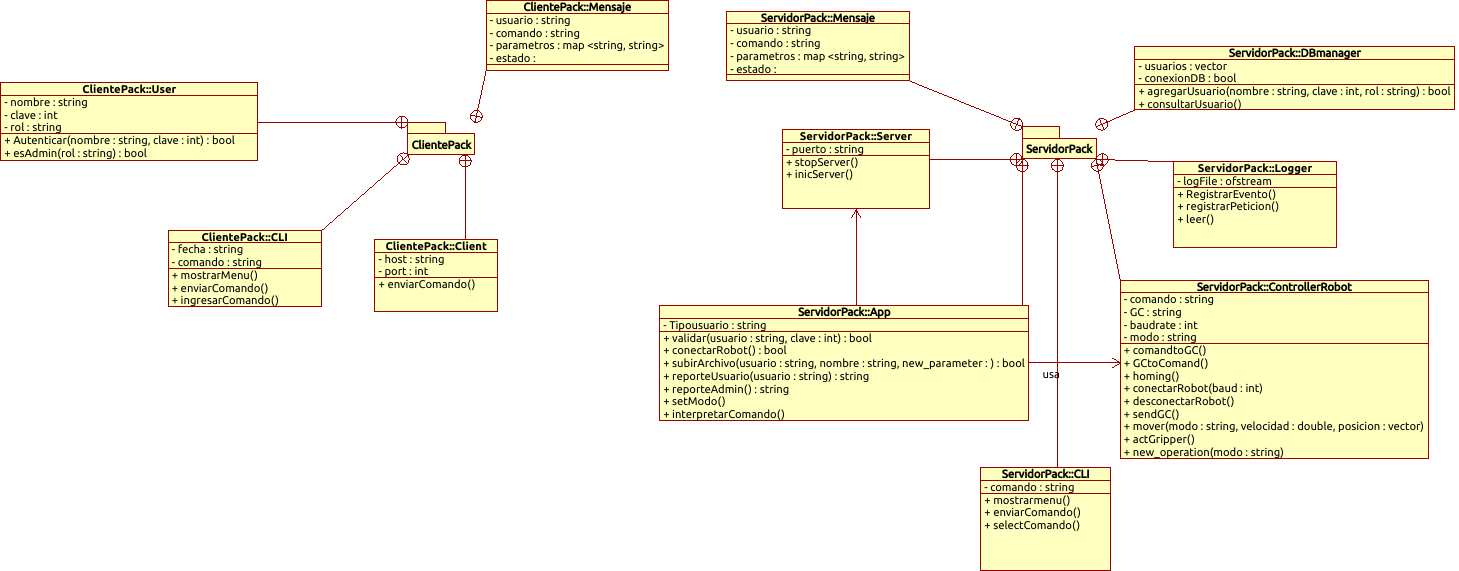 ClientePack::Mensaje
- usuario : string
- comando : string
- parametros : map <string, string>
- estado :
ClientePack::User
- nombre : string
- clave : int
- rol : string
+ Autenticar(nombre : string, clave : int) : bool
+ esAdmin(rol : string) : bool
ClientePack
ClientePack::CLI
- fecha : string
- comando : string
+ mostrarMenu()
+ enviarComando()
+ ingresarComando()
ClientePack::Client
- host : string
- port : int
+ enviarComando()
ServidorPack::Mensaje
- usuario : string
- comando : string
- parametros : map <string, string>
- estado :
ServidorPack::DBmanager
- usuarios : vector
- conexionDB : bool
+ agregarUsuario(nombre : string, clave : int, rol : string) : bool
+ consultarUsuario()
ServidorPack::Server
- puerto : string
+ stopServer()
+ inicServer()
ServidorPack
ServidorPack::Logger
- logFile : ofstream
+ RegistrarEvento()
+ registrarPeticion()
+ leer()
ServidorPack::App
- Tipousuario : string
+ validar(usuario : string, clave : int) : bool
+ conectarRobot() : bool
+ subirArchivo(usuario : string, nombre : string, new_parameter : ) : bool
+ reporteUsuario(usuario : string) : string
+ reporteAdmin() : string
+ setModo()
+ interpretarComando()
usa
ServidorPack::ControllerRobot
- comando : string
- GC : string
- baudrate : int
- modo : string
+ comandtoGC()
+ GCtoComand()
+ homing()
+ conectarRobot(baud : int)
+ desconectarRobot()
+ sendGC()
+ mover(modo : string, velocidad : double, posicion : vector)
+ actGripper()
+ new_operation(modo : string)
ServidorPack::CLI
- comando : string
+ mostrarmenu()
+ enviarComando()
+ selectComando()